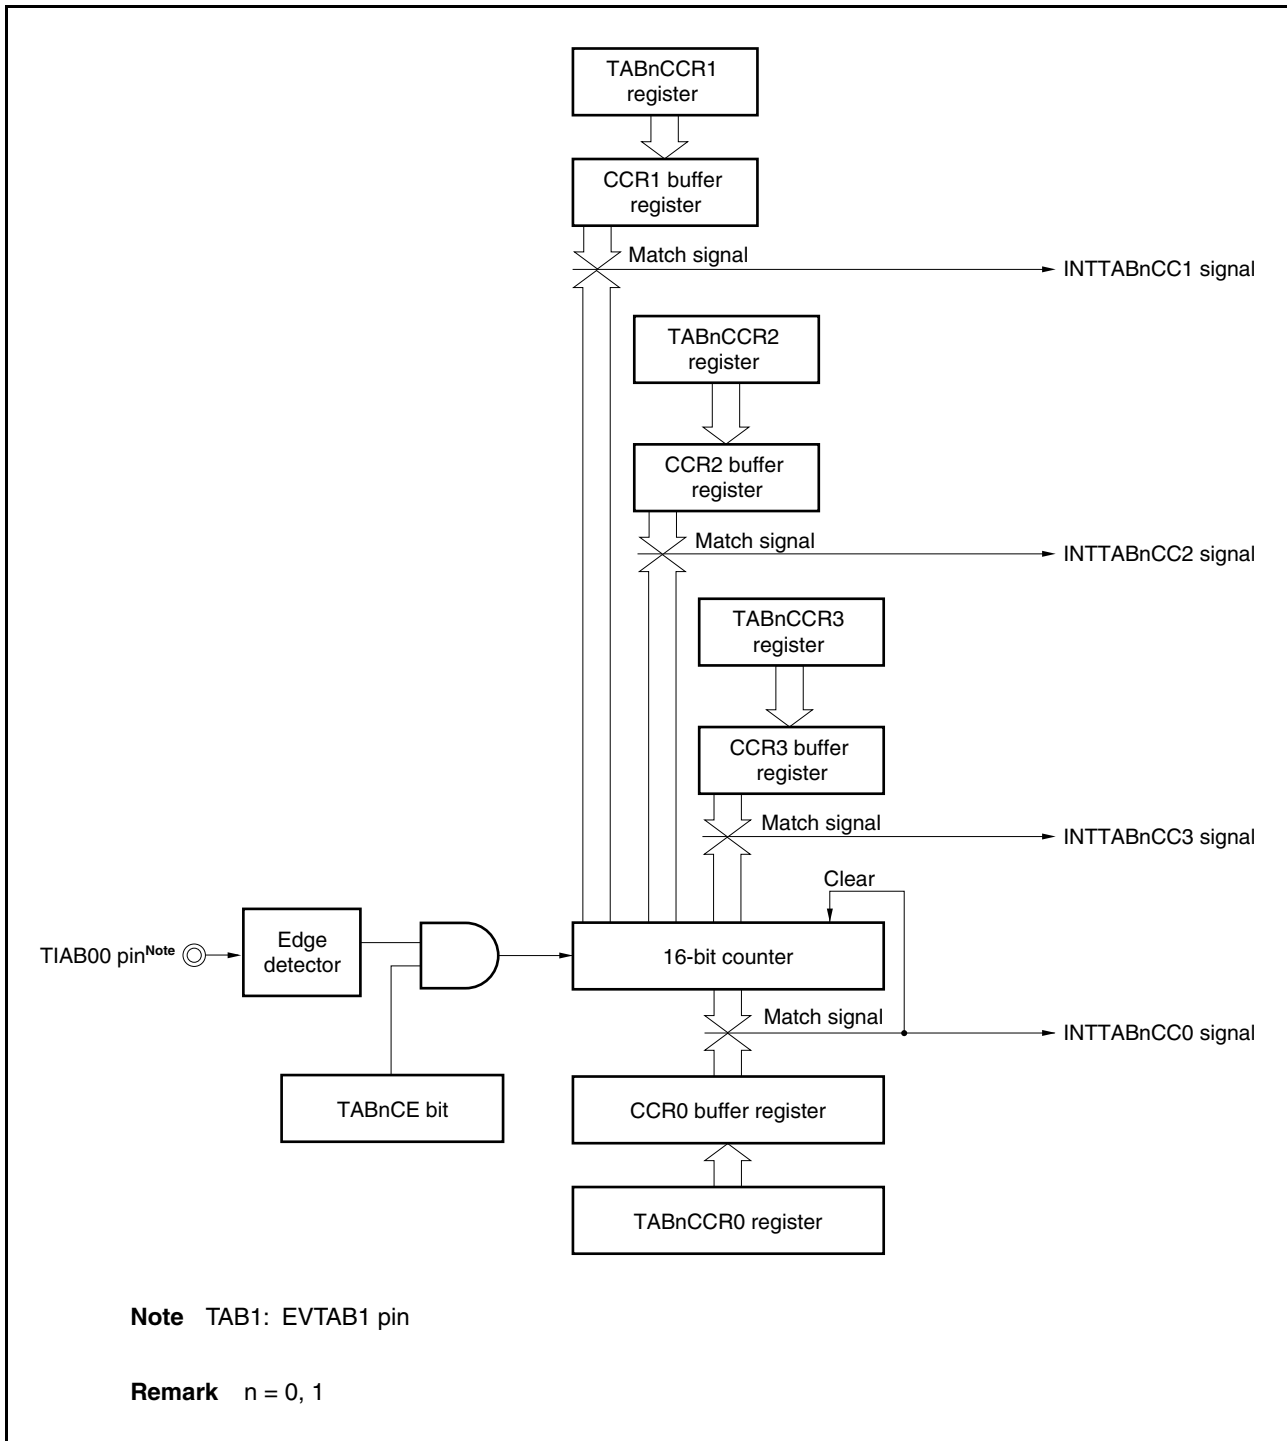 TABnCCR1
register
CCR1 buffer
register
Match signal
INTTABnCC1 signal
TABnCCR2
register
CCR2 buffer
register
Match signal
INTTABnCC2 signal
TABnCCR3
register
CCR3 buffer
register
Match signal
INTTABnCC3 signal
Clear
TIAB00 pinNote
Edge
detector
16-bit counter
Match signal
INTTABnCC0 signal
TABnCE bit
CCR0 buffer register
TABnCCR0 register
Note TAB1: EVTAB1 pin
Remark n = 0, 1